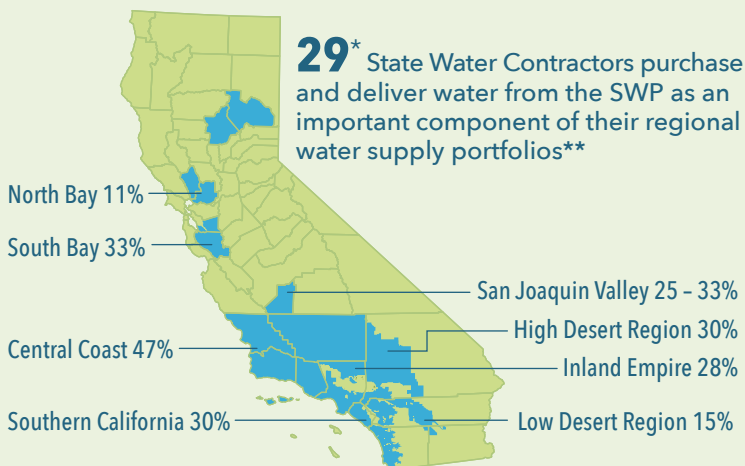 29* State Water Contractors purchase
and deliver water from the SWP as an
important component of their regional
water supply portfolios**
North Bay 11%
South Bay 33%
San Joaquin Valley 25 – 33%
High Desert Region 30%
Central Coast 47%
Inland Empire 28%
Southern California 30%
Low Desert Region 15%